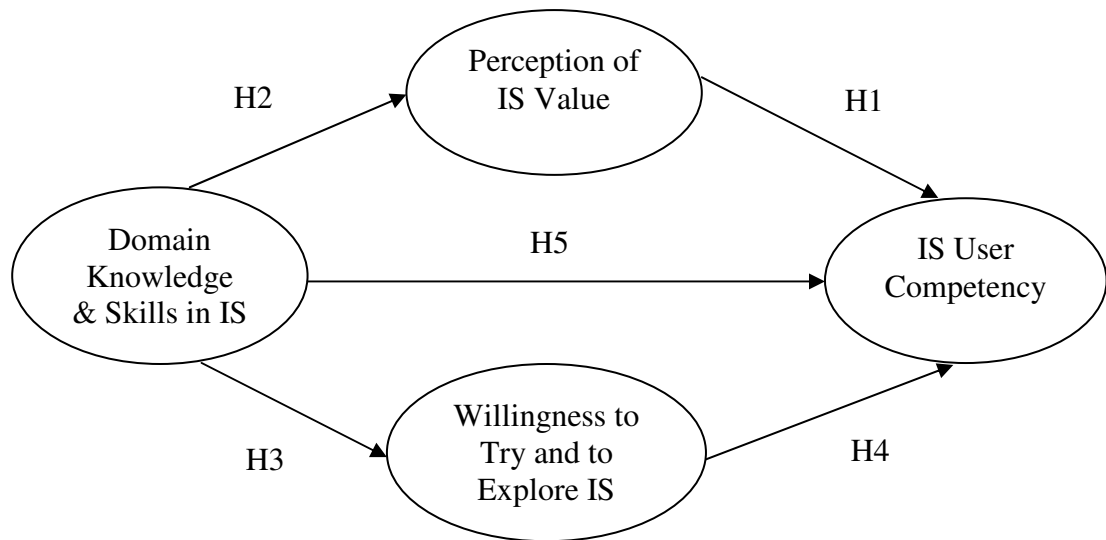 Perception of
IS Value
H2
H1
Domain
Knowledge
& Skills in IS
H5
IS User
Competency
Willingness to
Try and to
Explore IS
H3
H4